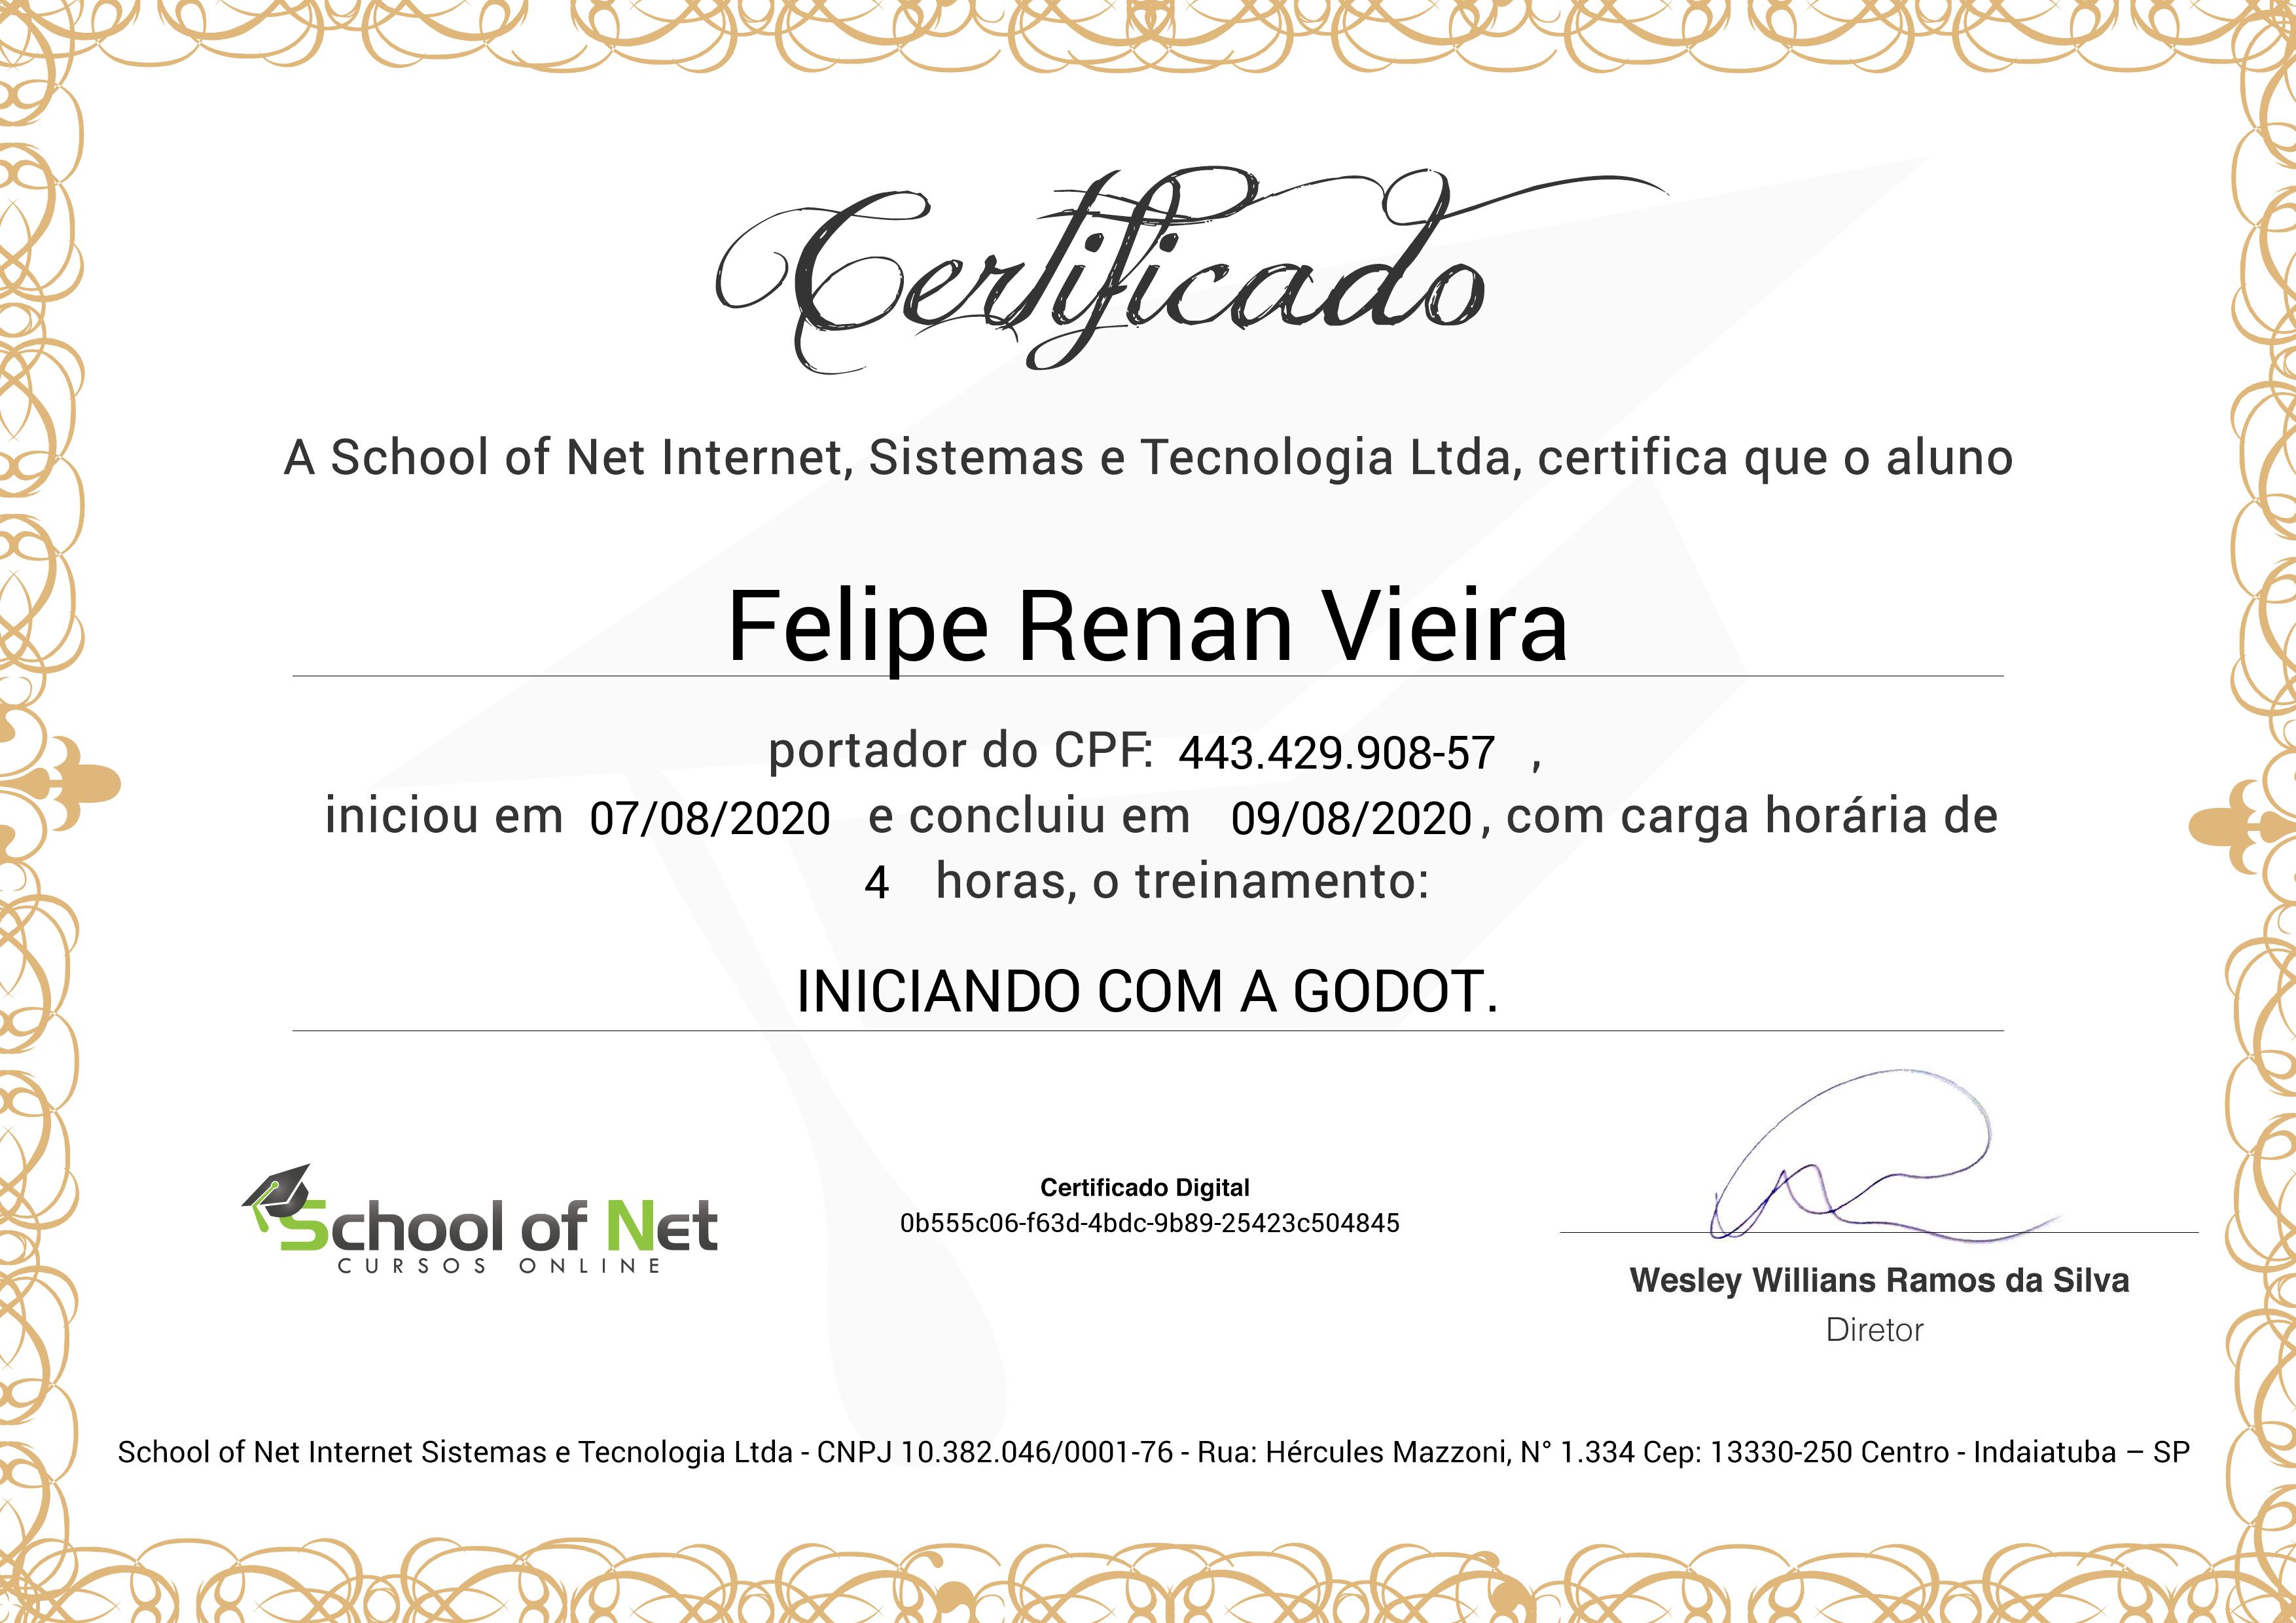 Certificado
A School of Net Internet, Sistemas e Tecnologia Ltda, certifica que o aluno
Felipe Renan Vieira
portador do CPF: 443.429.908-57 ,
iniciou em 07/08/2020 e concluiu em 09/08/2020, com carga horária de
4 horas, o treinamento:
INICIANDO COM A GODOT.
School of Net
CURSOS ONLINE
Certificado Digital
0b555c06-f63d-4bdc-9b89-25423c504845
Wesley Willians Ramos da Silva
Diretor
School of Net Internet Sistemas e Tecnologia Ltda - CNPJ 10.382.046/0001-76 - Rua: Hércules Mazzoni, N° 1.334 Cep: 13330-250 Centro - Indaiatuba – SP